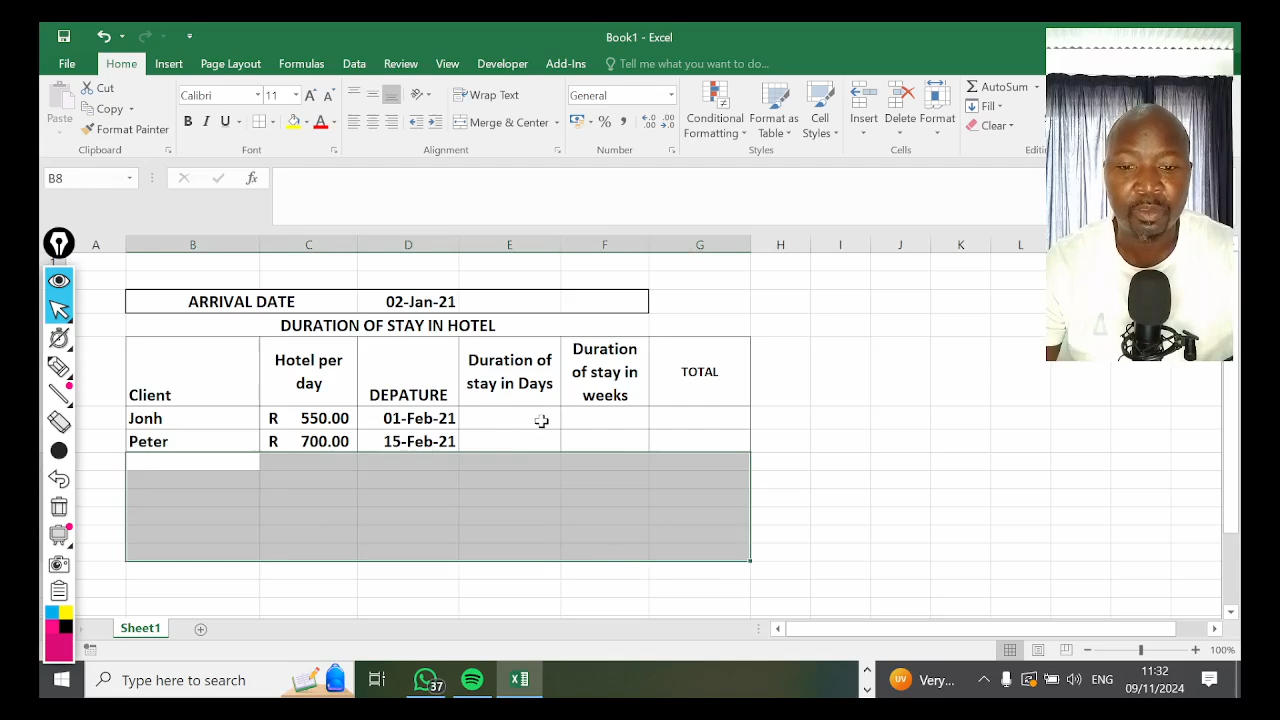 Book1 - Excel
File Home Insert Page Layout Formulas Data Review View Developer Add-Ins Tell me what you want to do...
Cut Calibri 11 Wrap Text General AutoSum
Paste Copy Conditional Formatting Format as Table Cell Styles Insert Delete Format Fill
Format Painter B I U Merge & Center % Clear
Clipboard Font Alignment Number Styles Cells
B8 fx
A B C D E F G H I J K L
ARRIVAL DATE 02-Jan-21
DURATION OF STAY IN HOTEL
Client Hotel per day DEPATURE Duration of stay in Days Duration of stay in weeks TOTAL
Jonh R 550.00 01-Feb-21
Peter R 700.00 15-Feb-21
Sheet1
100%
Type here to search 37 UV Very... ENG 11:32
09/11/2024